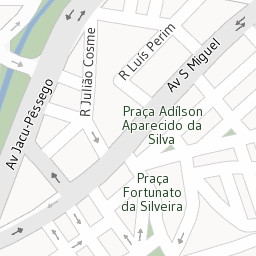 R Julião Cosme
R Luís Perim
Av S Miguel
Av Jacu-Pêssego
Praça Adílson
Aparecido da
Silva
Praça
Fortunato
da Silveira